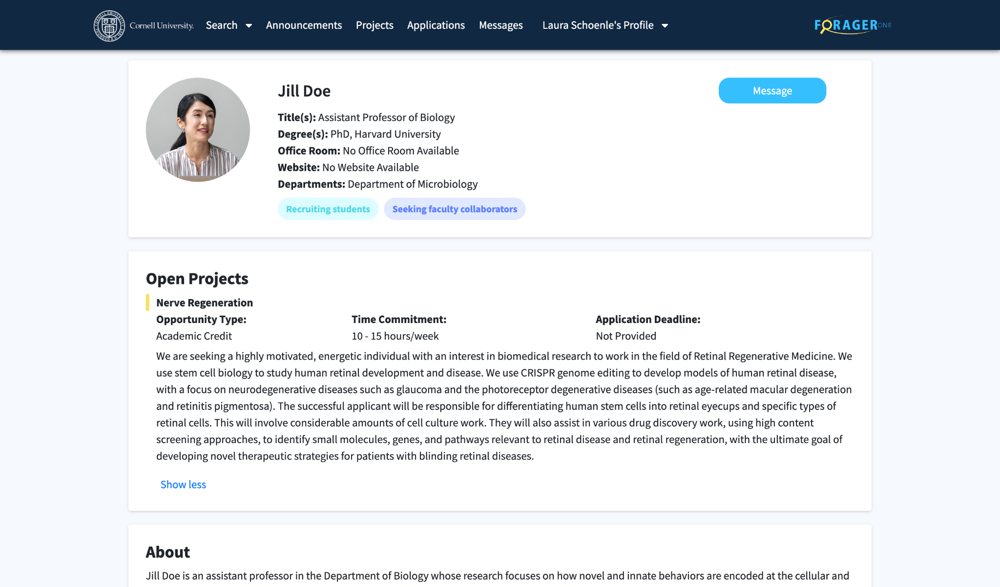 Cornell University.
Search
Announcements
Projects
Applications
Messages
Laura Schoenle's Profile
FORAGERONE
Jill Doe
Message
Title(s): Assistant Professor of Biology
Degree(s): PhD, Harvard University
Office Room: No Office Room Available
Website: No Website Available
Departments: Department of Microbiology
Recruiting students
Seeking faculty collaborators
Open Projects
Nerve Regeneration
Opportunity Type:
Academic Credit
Time Commitment:
10 - 15 hours/week
Application Deadline:
Not Provided
We are seeking a highly motivated, energetic individual with an interest in biomedical research to work in the field of Retinal Regenerative Medicine. We
use stem cell biology to study human retinal development and disease. We use CRISPR genome editing to develop models of human retinal disease,
with a focus on neurodegenerative diseases such as glaucoma and the photoreceptor degenerative diseases (such as age-related macular degeneration
and retinitis pigmentosa). The successful applicant will be responsible for differentiating human stem cells into retinal eyecups and specific types of
retinal cells. This will involve considerable amounts of cell culture work. They will also assist in various drug discovery work, using high content
screening approaches, to identify small molecules, genes, and pathways relevant to retinal disease and retinal regeneration, with the ultimate goal of
developing novel therapeutic strategies for patients with blinding retinal diseases.
Show less
About
Jill Doe is an assistant professor in the Department of Biology whose research focuses on how novel and innate behaviors are encoded at the cellular and